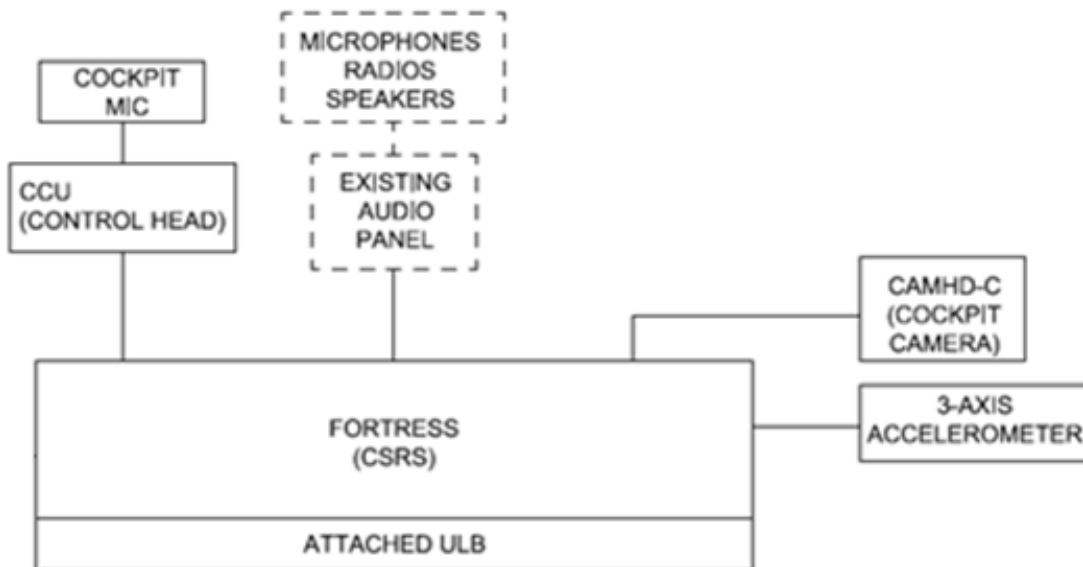 MICROPHONES
RADIOS
SPEAKERS
COCKPIT
MIC
CCU
(CONTROL HEAD)
EXISTING
AUDIO
PANEL
CAMHD-C
(COCKPIT
CAMERA)
3-AXIS
ACCELEROMETER
FORTRESS
(CSRS)
ATTACHED ULB